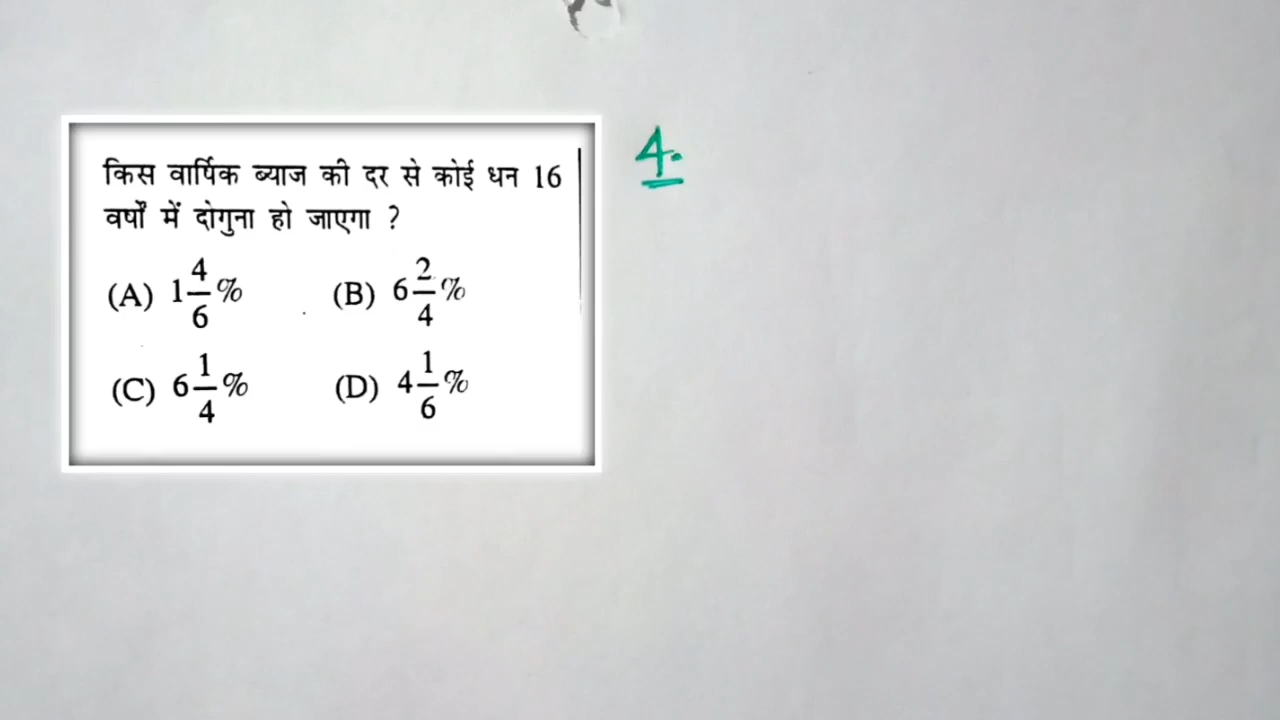 किस वार्षिक ब्याज की दर से कोई धन 16
वर्षों में दोगुना हो जाएगा ?
(A) 1 4/6 % (B) 6 2/4 %
(C) 6 1/4 % (D) 4 1/6 %
4.